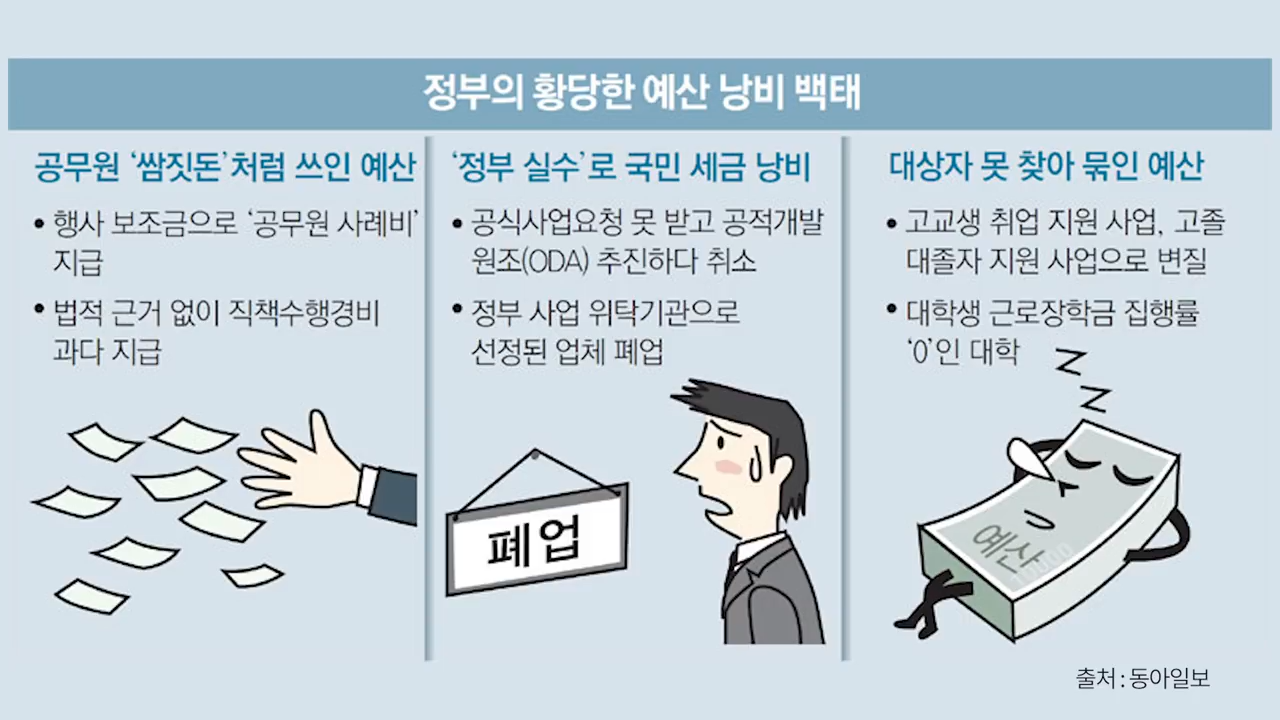 정부의 황당한 예산 낭비 백태
공무원 ‘쌈짓돈’처럼 쓰인 예산
• 행사 보조금으로 ‘공무원 사례비’
지급
• 법적 근거 없이 직책수행경비
과다 지급
‘정부 실수’로 국민 세금 낭비
• 공식사업요청 못 받고 공적개발
원조(ODA) 추진하다 취소
• 정부 사업 위탁기관으로
선정된 업체 폐업
폐업
대상자 못 찾아 묶인 예산
• 고교생 취업 지원 사업, 고졸
대졸자 지원 사업으로 변질
• 대학생 근로장학금 집행률
‘0’인 대학
Z
Z
예산
출처 : 동아일보